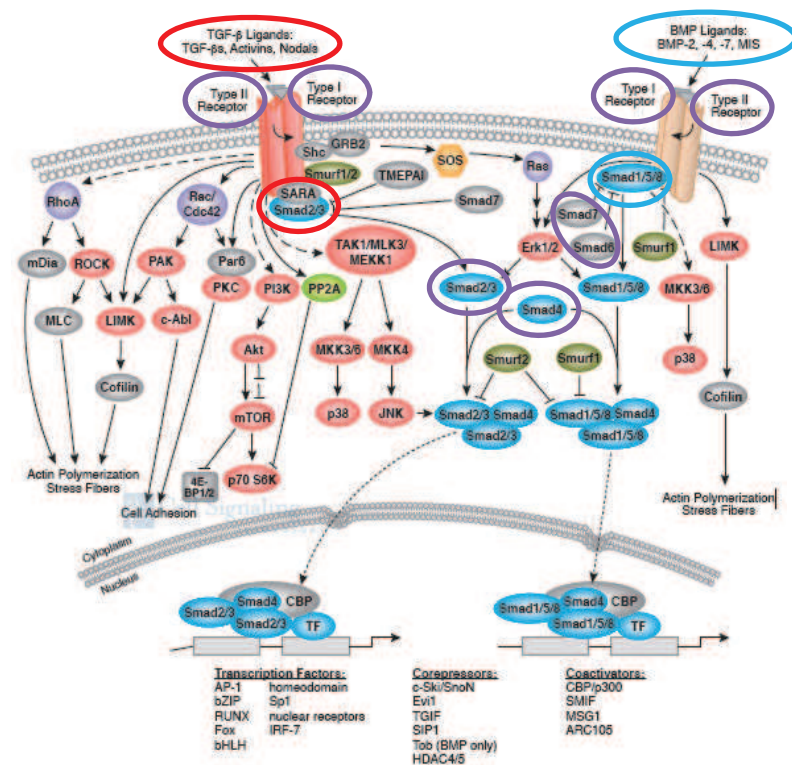 TGF-β Ligands:
TGF-βs, Activins, Nodals
BMP Ligands:
BMP-2, -4, -7, MIS
Type II
Receptor
Type I
Receptor
Type I
Receptor
Type II
Receptor
GRB2
Shc
SOS
Ras
Smurf1/2
TMEPAI
SARA
Smad2/3
Smad7
Smad1/5/8
RhoA
Rac/
Cdc42
Smad7
Smad6
Smurf1
LIMK
Erk1/2
mDia
ROCK
PAK
Par6
PKC
TAK1/MLK3/
MEKK1
PI3K
PP2A
Smad2/3
Smad4
Smad1/5/8
MKK3/6
MLC
LIMK
c-Abl
Akt
MKK3/6
MKK4
Smurf2
Smurf1
p38
Cofilin
Cofilin
mTOR
p38
JNK
Smad2/3
Smad4
Smad2/3
Smad1/5/8
Smad4
Smad1/5/8
4E-
BP1/2
p70 S6K
Actin Polymerization
Stress Fibers
Cell Adhesion
Signaling
Actin Polymerization
Stress Fibers
Cytoplasm
Nucleus
Smad2/3
Smad4
CBP
Smad2/3
TF
Smad1/5/8
Smad4
CBP
Smad1/5/8
TF
Transcription Factors:
AP-1 homeodomain
bZIP Sp1
RUNX nuclear receptors
Fox IRF-7
bHLH
Corepressors:
c-Ski/SnoN
Evi1
TGIF
SIP1
Tob (BMP only)
HDAC4/5
Coactivators:
CBP/p300
SMIF
MSG1
ARC105